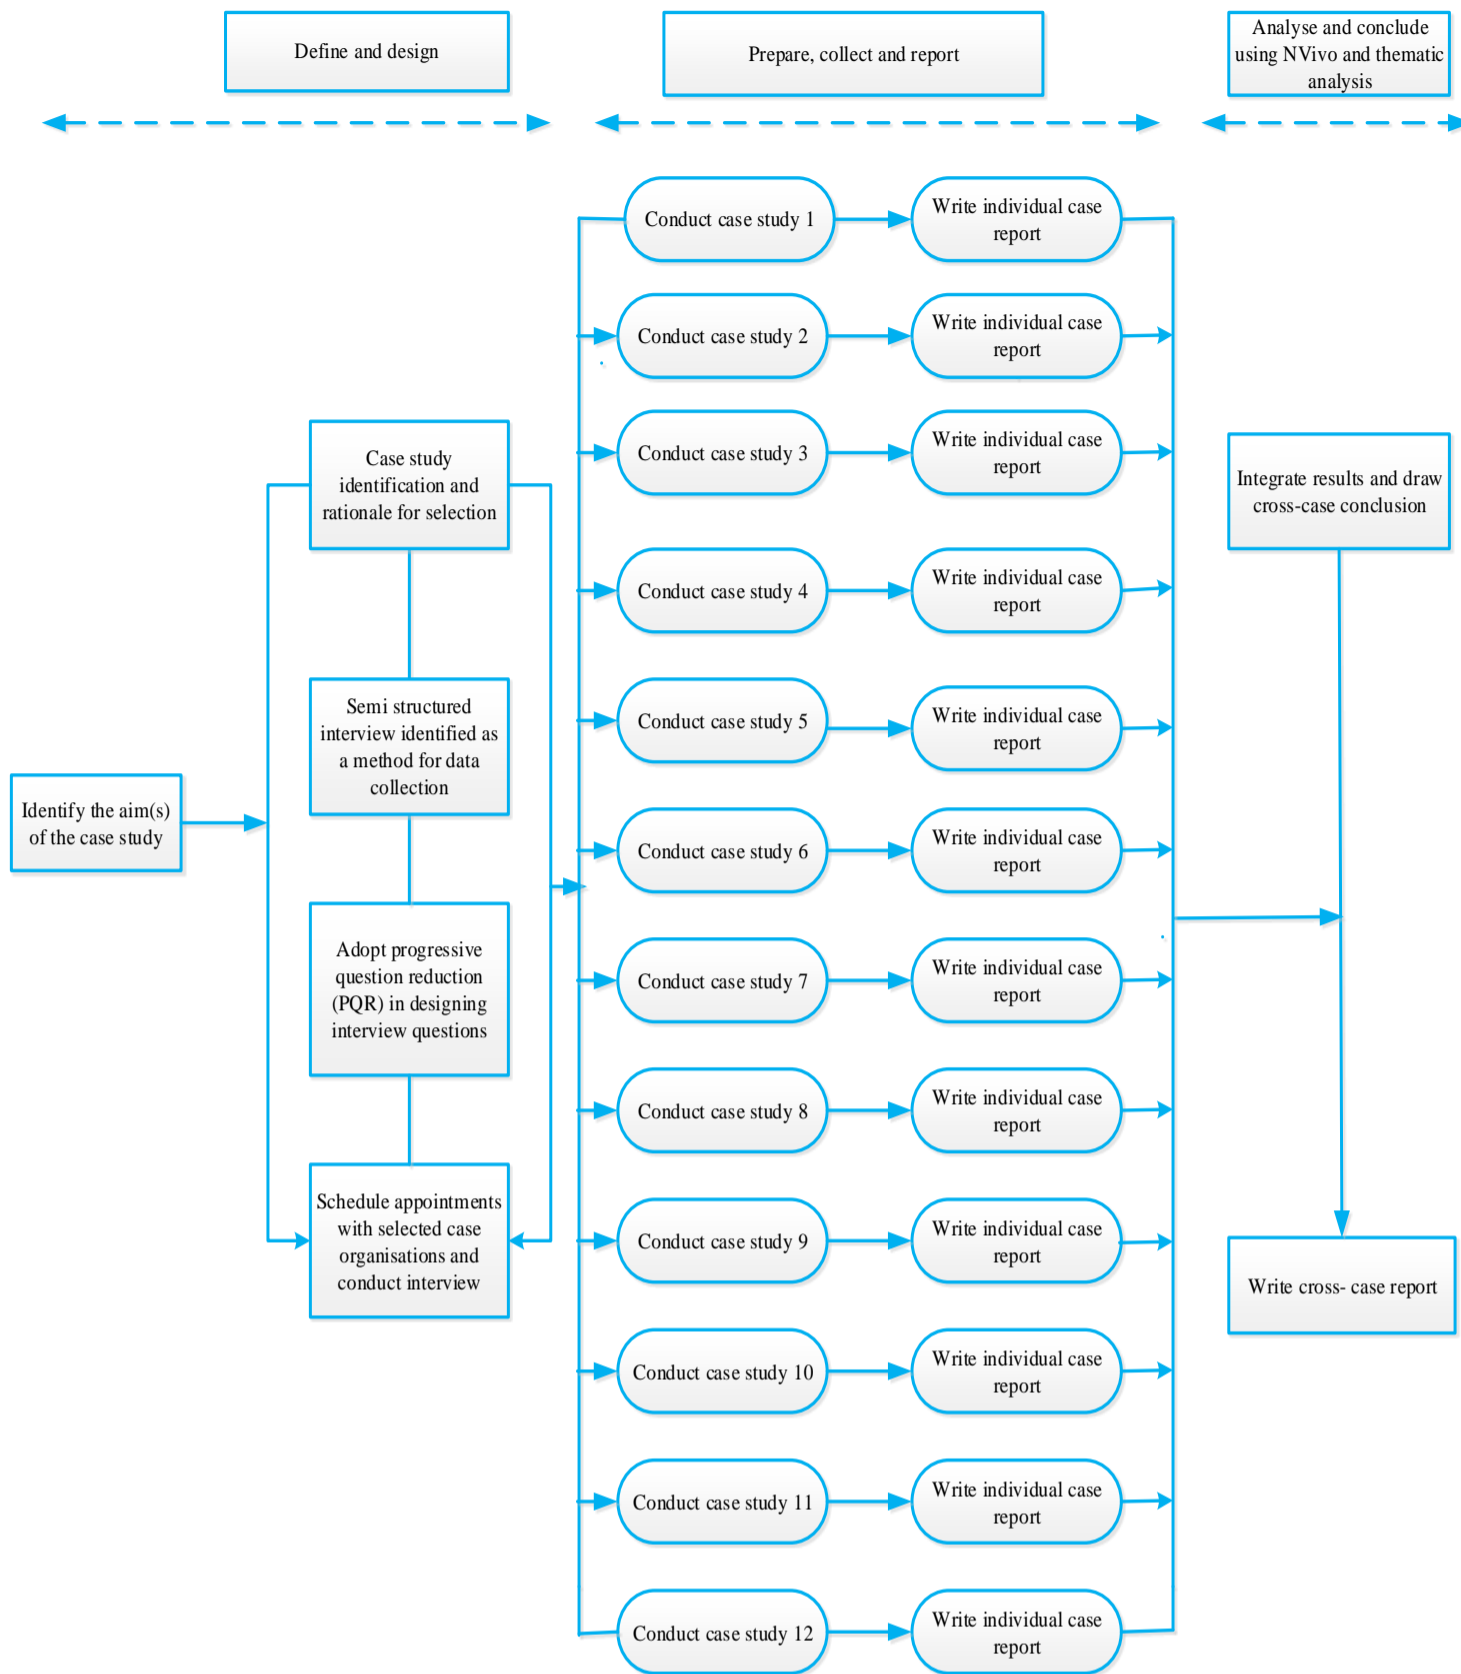 Define and design
Prepare, collect and report
Analyse and conclude
using NVivo and thematic
analysis
Identify the aim(s)
of the case study
Case study
identification and
rationale for selection
Semi structured
interview identified as
a method for data
collection
Adopt progressive
question reduction
(PQR) in designing
interview questions
Schedule appointments
with selected case
organisations and
conduct interview
Conduct case study 1
Write individual case
report
Conduct case study 2
Write individual case
report
Conduct case study 3
Write individual case
report
Conduct case study 4
Write individual case
report
Conduct case study 5
Write individual case
report
Conduct case study 6
Write individual case
report
Conduct case study 7
Write individual case
report
Conduct case study 8
Write individual case
report
Conduct case study 9
Write individual case
report
Conduct case study 10
Write individual case
report
Conduct case study 11
Write individual case
report
Conduct case study 12
Write individual case
report
Integrate results and draw
cross-case conclusion
Write cross- case report